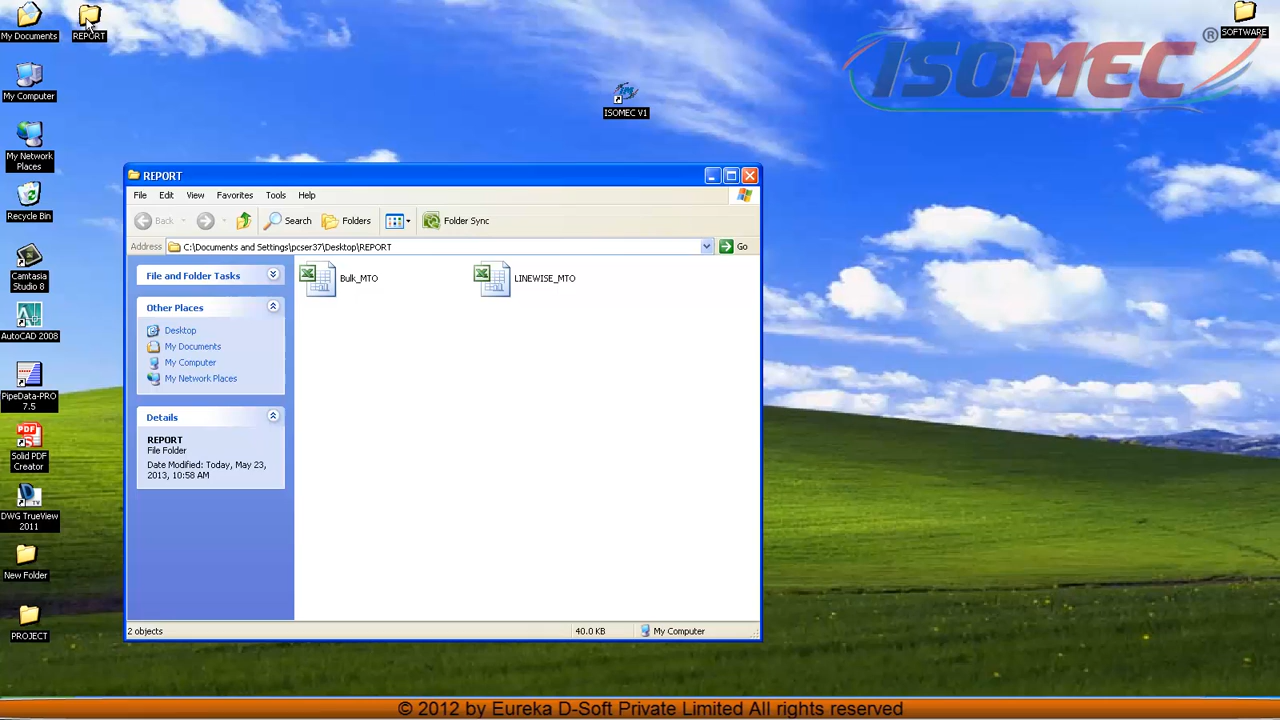 My Documents
REPORT
SOFTWARE
ISOMEC®
My Computer
ISOMEC V1
My Network
Places
Recycle Bin
Camtasia
Studio 8
AutoCAD 2008
PipeData-PRO
7.5
Solid PDF
Creator
DWG TrueView
2011
New Folder
PROJECT
REPORT
File Edit View Favorites Tools Help
Back Search Folders Folder Sync
Address C:\Documents and Settings\pcser37\Desktop\REPORT Go
File and Folder Tasks
Other Places
Desktop
My Documents
My Computer
My Network Places
Details
REPORT
File Folder
Date Modified: Today, May 23,
2013, 10:58 AM
Bulk_MTO
LINEWISE_MTO
2 objects 40.0 KB My Computer
© 2012 by Eureka D-Soft Private Limited All rights reserved